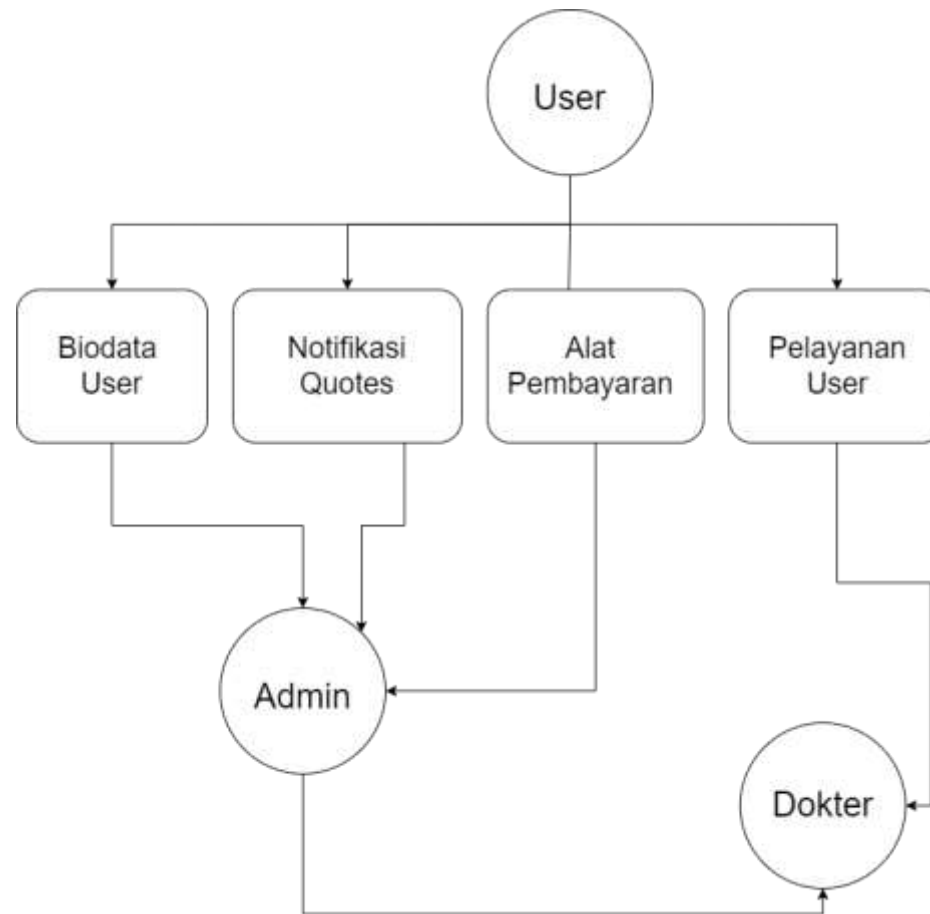 User
Biodata
User
Notifikasi
Quotes
Alat
Pembayaran
Pelayanan
User
Admin
Dokter